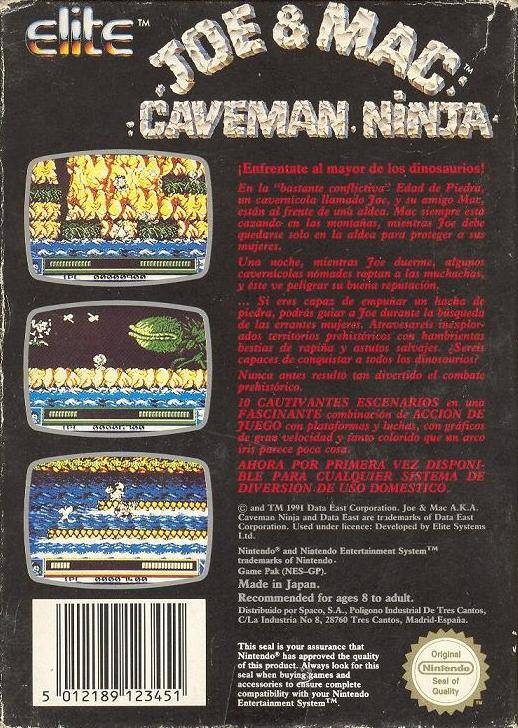 elite™
JOE & MAC™
CAVEMAN NINJA
¡Enfrentate al mayor de los dinosaurios!
En la "bastante conflictiva" Edad de Piedra,
un cavernícola llamado Joe, y su amigo Mac,
están al frente de una aldea. Mac siempre está
cazando en las montañas, mientras Joe debe
quedarse solo en la aldea para proteger a sus
mujeres.
Una noche, mientras Joe duerme, algunos
cavernícolas nómades raptan a las muchachas,
y éste ve peligrar su buena reputación.
... Si eres capaz de empuñar un hacha de
piedra, podrás guiar a Joe durante la búsqueda
de las errantes mujeres. Atravesareis inexplor-
ados territorios prehistóricos con hambrientas
bestias de rapiña y astutos salvajes. ¿Sereis
capaces de conquistar a todos los dinosaurios?
Nunca antes resultó tan divertido el combate
prehistórico.
10 CAUTIVANTES ESCENARIOS en una
FASCINANTE combinación de ACCION DE
JUEGO con plataformas y luchas, con gráficos
de gran velocidad y tanto colorido que un arco
iris parece poca cosa.
AHORA POR PRIMERA VEZ DISPONI-
BLE PARA CUALQUIER SISTEMA DE
DIVERSION DE USO DOMESTICO.
© and TM 1991 Data East Corporation. Joe & Mac A.K.A.
Caveman Ninja and Data East are trademarks of Data East
Corporation. Used under licence: Developed by Elite Systems
Ltd.
Nintendo® and Nintendo Entertainment System™
trademarks of Nintendo.
Game Pak (NES-GP).
Made in Japan.
Recommended for ages 8 to adult.
Distribuido por Spaco, S.A., Poligono Industrial De Tres Cantos,
C/La Industria No 8, 28760 Tres Cantos, Madrid-España.
This seal is your assurance that
Nintendo® has approved the quality
of this product. Always look for this
seal when buying games and
accessories to ensure complete
compatibility with your Nintendo
Entertainment System™
Original
Nintendo
Seal of
Quality
5 012189 123451